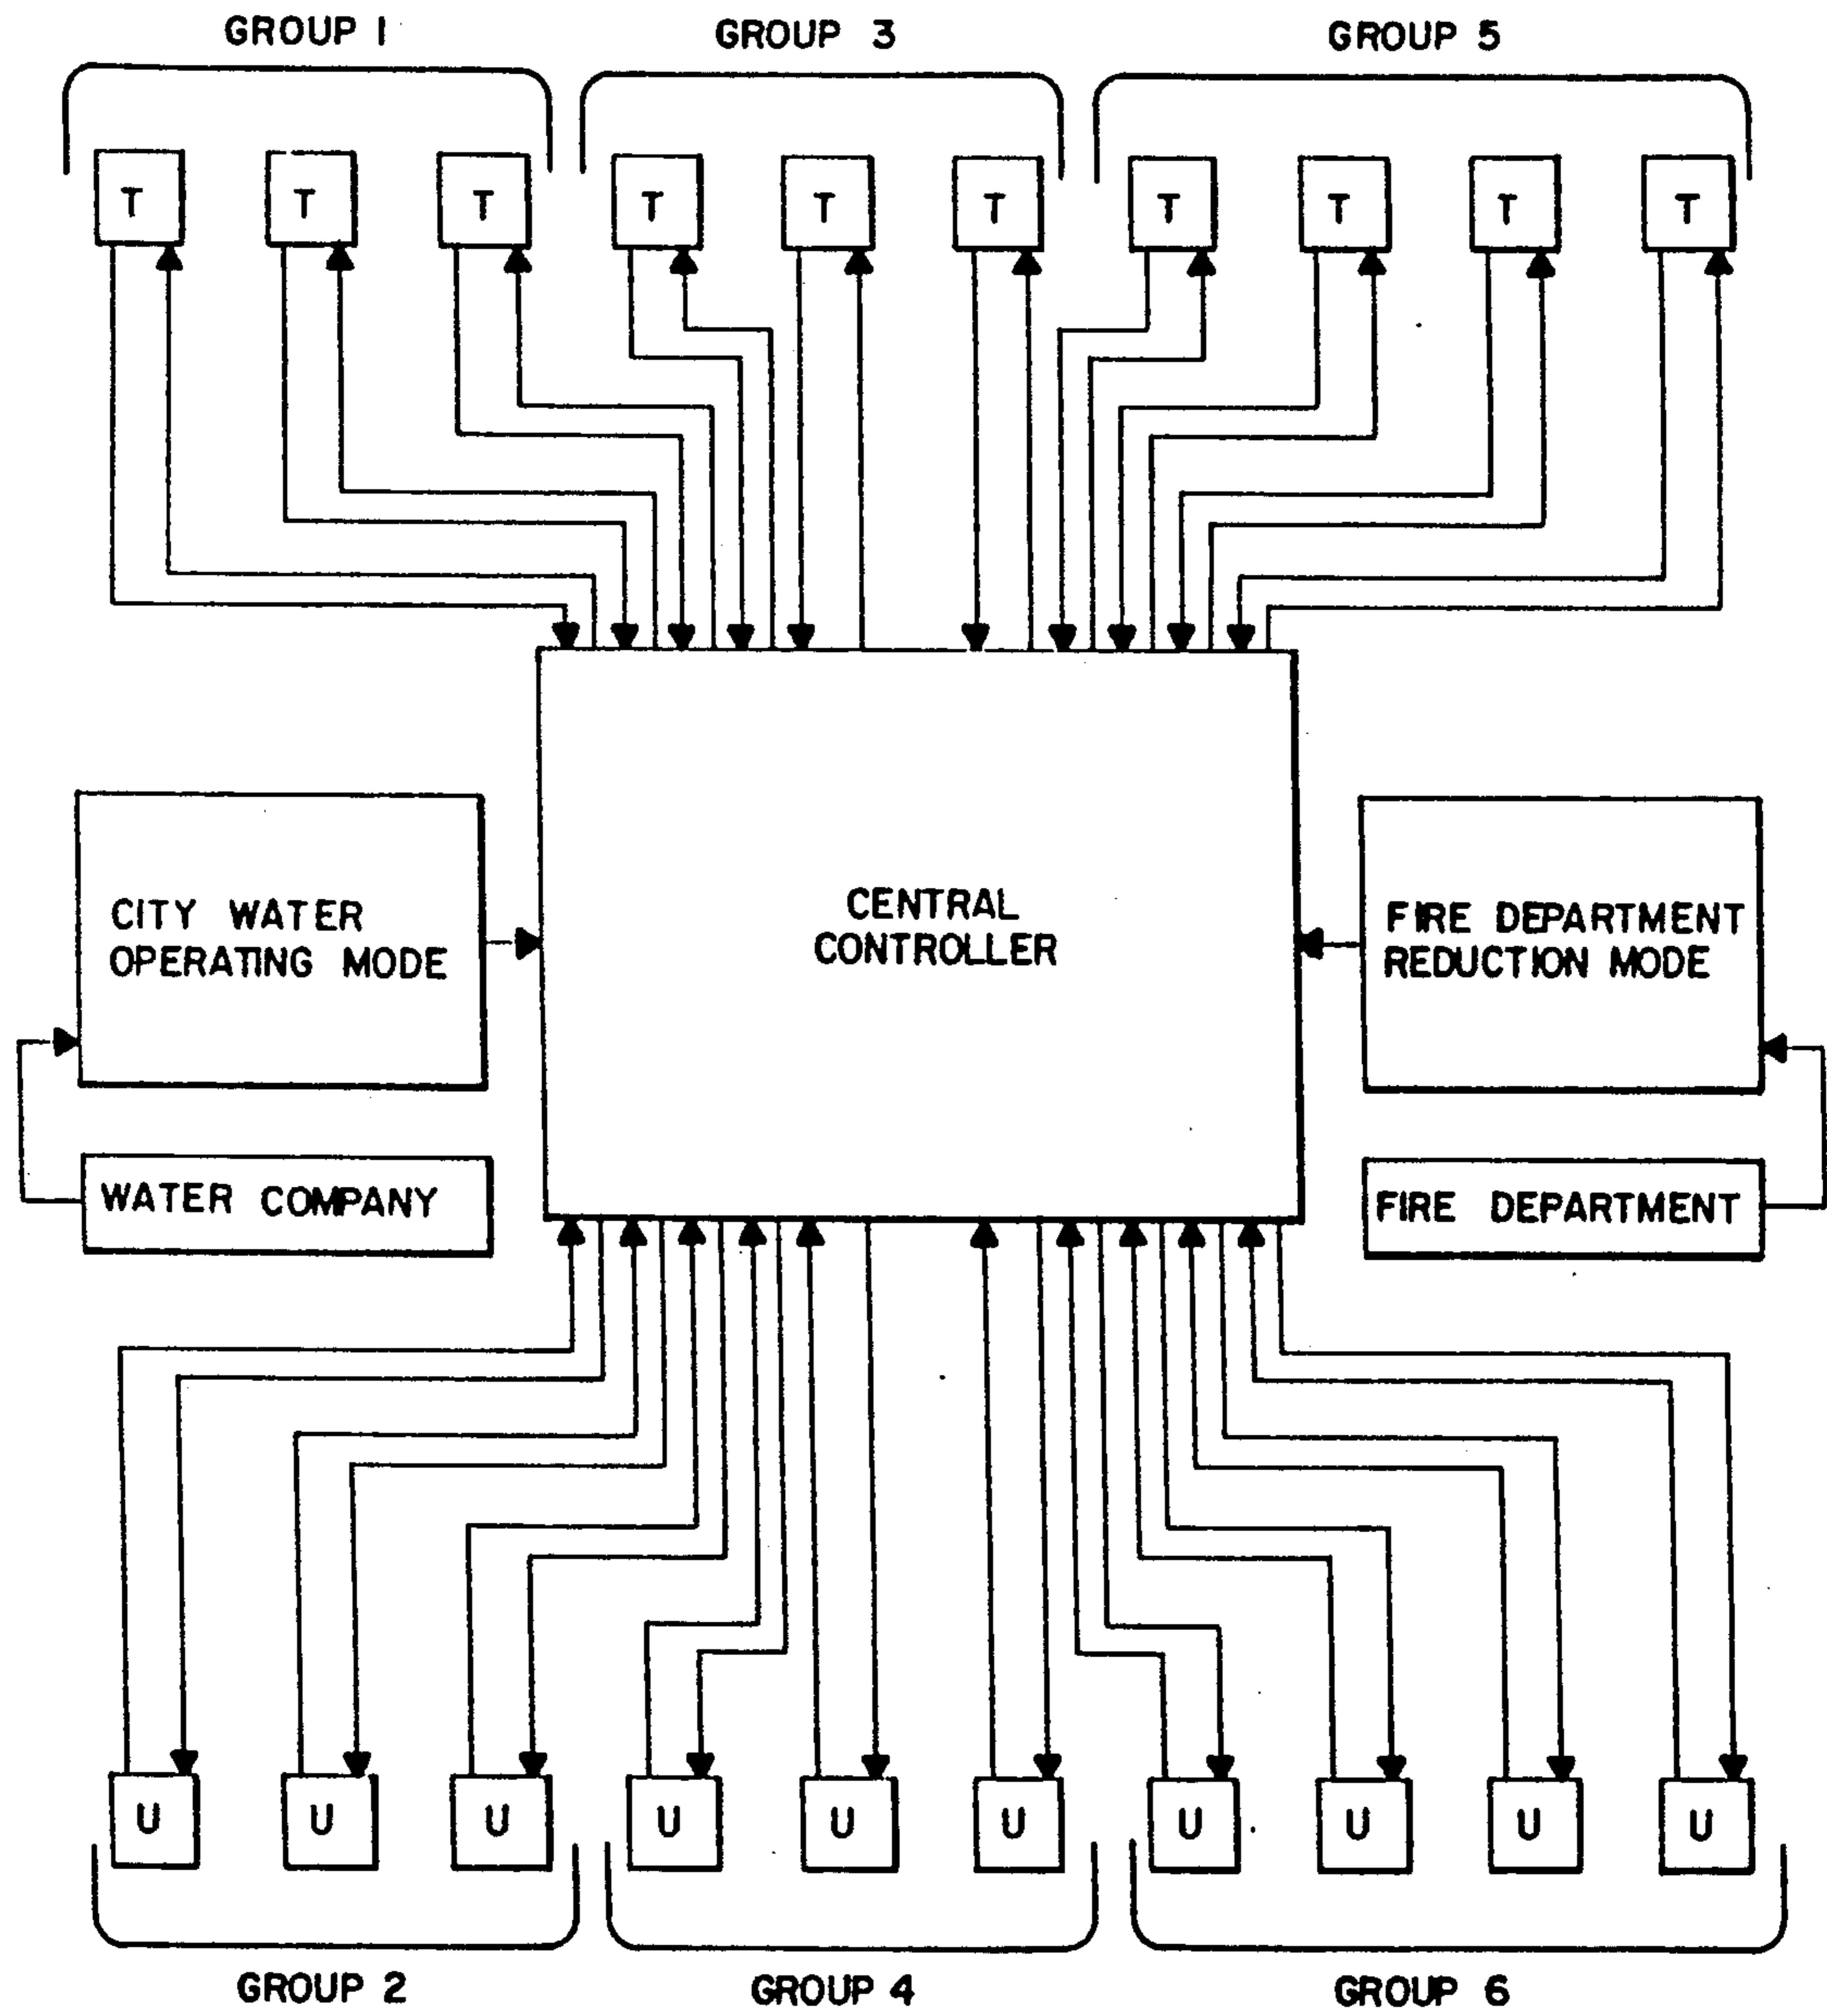 GROUP 1 GROUP 3 GROUP 5
T T T T T T T T T T
CITY WATER
OPERATING MODE
CENTRAL
CONTROLLER
FIRE DEPARTMENT
REDUCTION MODE
WATER COMPANY
FIRE DEPARTMENT
U U U U U U U U U U
GROUP 2 GROUP 4 GROUP 6